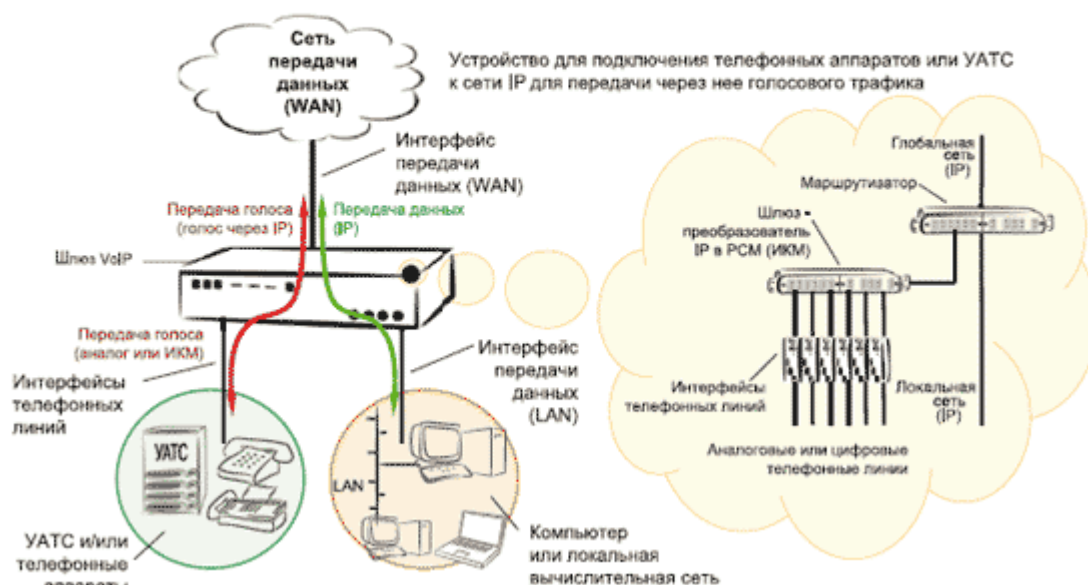 Сеть
передачи
данных
(WAN)
Устройство для подключения телефонных аппаратов или УАТС
к сети IP для передачи через нее голосового трафика
Интерфейс
передачи
данных (WAN)
Передача голоса
(голос через IP)
Передача данных
(IP)
Шлюз VoIP
Передача голоса
(аналог или ИКМ)
Интерфейсы
телефонных
линий
Интерфейс
передачи
данных
(LAN)
УАТС
LAN
УАТС и/или
телефонные
аппараты
Компьютер
или локальная
вычислительная сеть
Глобальная
сеть
(IP)
Маршрутизатор
Шлюз -
преобразователь
IP в PCM (ИКМ)
Интерфейсы
телефонных линий
Локальная
сеть
(IP)
Аналоговые или цифровые
телефонные линии